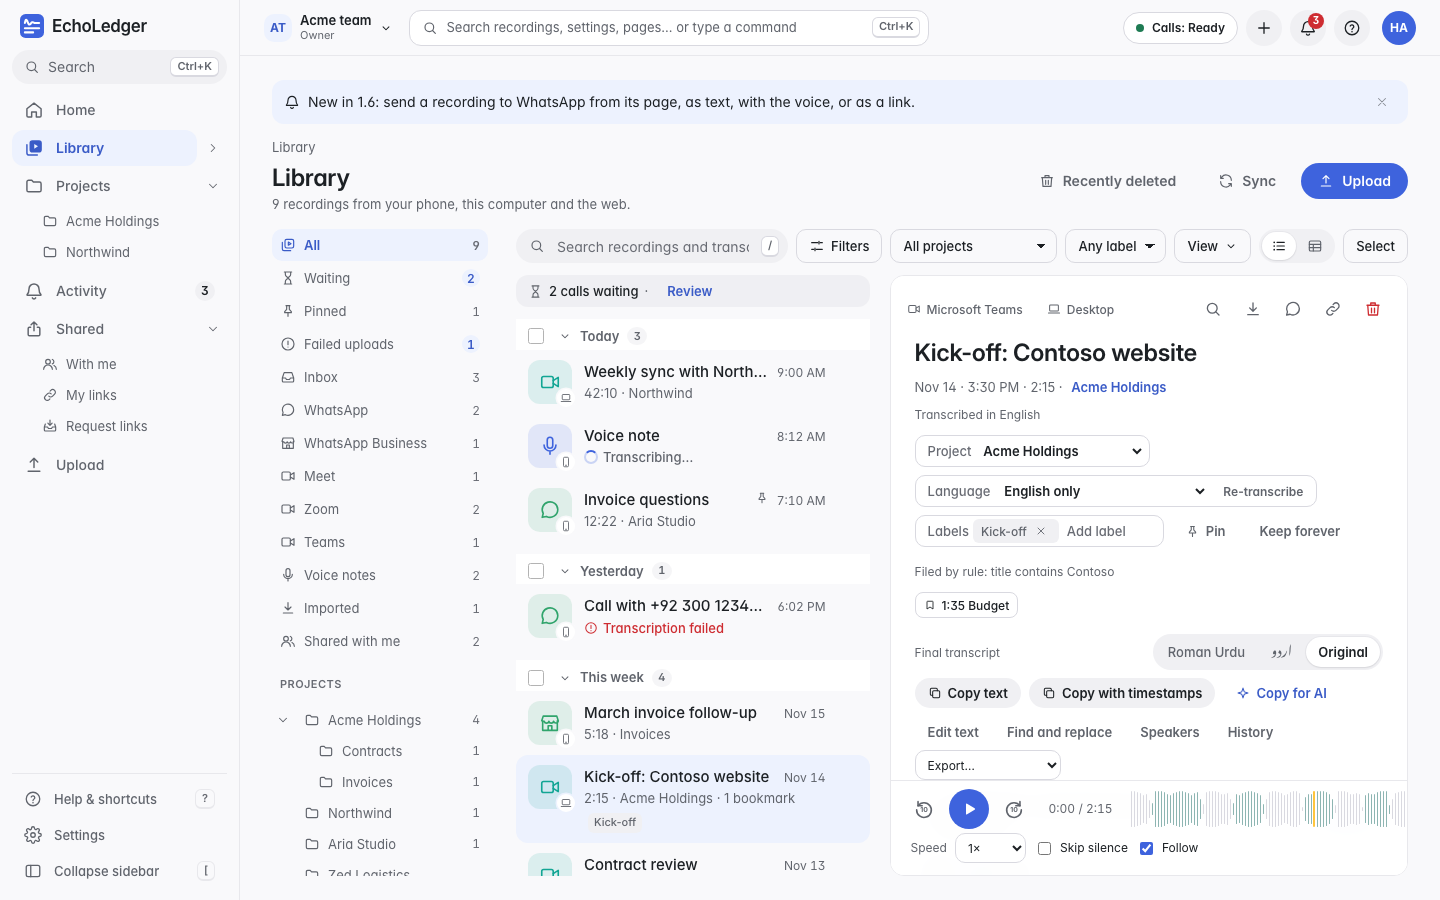 EchoLedger
Search Ctrl+K
Home
Library
Projects
Acme Holdings
Northwind
Activity 3
Shared
With me
My links
Request links
Upload
Help & shortcuts ?
Settings
Collapse sidebar [
AT Acme team
Owner
Search recordings, settings, pages... or type a command Ctrl+K
Calls: Ready
3
HA
New in 1.6: send a recording to WhatsApp from its page, as text, with the voice, or as a link.
Library
Library
9 recordings from your phone, this computer and the web.
Recently deleted
Sync
Upload
All 9
Waiting 2
Pinned 1
Failed uploads 1
Inbox 3
WhatsApp 2
WhatsApp Business 1
Meet 1
Zoom 2
Teams 1
Voice notes 2
Imported 1
Shared with me 2
PROJECTS
Acme Holdings 4
Contracts 1
Invoices 1
Northwind 1
Aria Studio 1
Zed Logistics
Search recordings and transc /
Filters
All projects
Any label
View
Select
2 calls waiting · Review
Today 3
Weekly sync with North... 9:00 AM
42:10 · Northwind
Voice note 8:12 AM
Transcribing...
Invoice questions 7:10 AM
12:22 · Aria Studio
Yesterday 1
Call with +92 300 1234... 6:02 PM
Transcription failed
This week 4
March invoice follow-up Nov 15
5:18 · Invoices
Kick-off: Contoso website Nov 14
2:15 · Acme Holdings · 1 bookmark
Kick-off
Contract review Nov 13
Microsoft Teams Desktop
Kick-off: Contoso website
Nov 14 · 3:30 PM · 2:15 · Acme Holdings
Transcribed in English
Project Acme Holdings
Language English only Re-transcribe
Labels Kick-off Add label
Pin
Keep forever
Filed by rule: title contains Contoso
1:35 Budget
Final transcript
Roman Urdu اردو Original
Copy text
Copy with timestamps
Copy for AI
Edit text
Find and replace
Speakers
History
Export...
10
10
0:00 / 2:15
Speed 1×
Skip silence
Follow